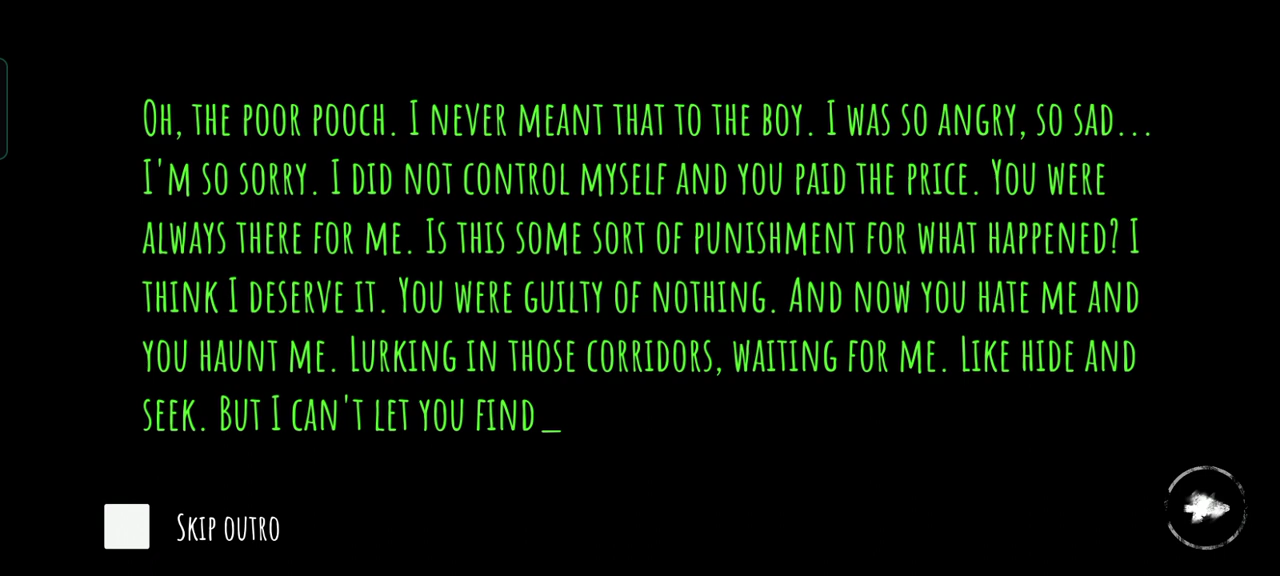 Oh, the poor pooch. I never meant that to the boy. I was so angry, so sad...
I'm so sorry. I did not control myself and you paid the price. You were
always there for me. Is this some sort of punishment for what happened? I
think I deserve it. You were guilty of nothing. And now you hate me and
you haunt me. Lurking in those corridors, waiting for me. Like hide and
seek. But I can't let you find_
Skip outro